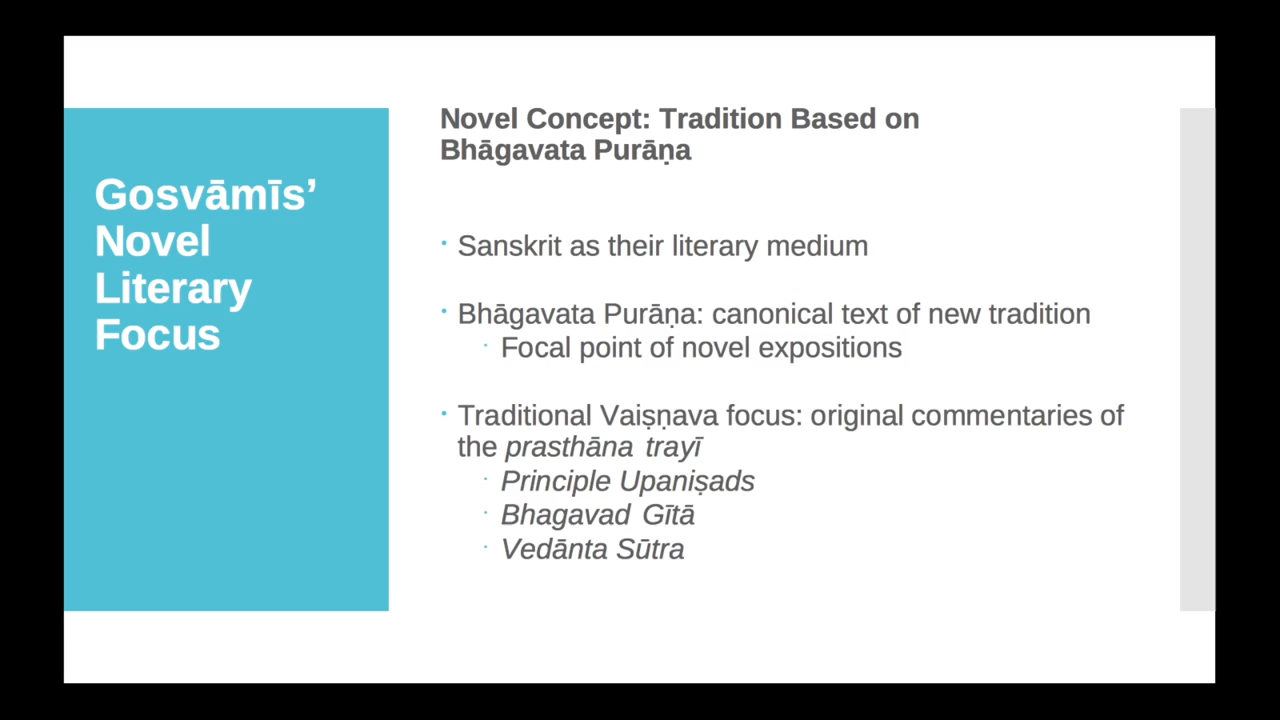 Gosvāmīs’
Novel
Literary
Focus
Novel Concept: Tradition Based on
Bhāgavata Purāṇa
• Sanskrit as their literary medium
• Bhāgavata Purāṇa: canonical text of new tradition
• Focal point of novel expositions
• Traditional Vaiṣṇava focus: original commentaries of
the prasthāna trayī
• Principle Upaniṣads
• Bhagavad Gītā
• Vedānta Sūtra